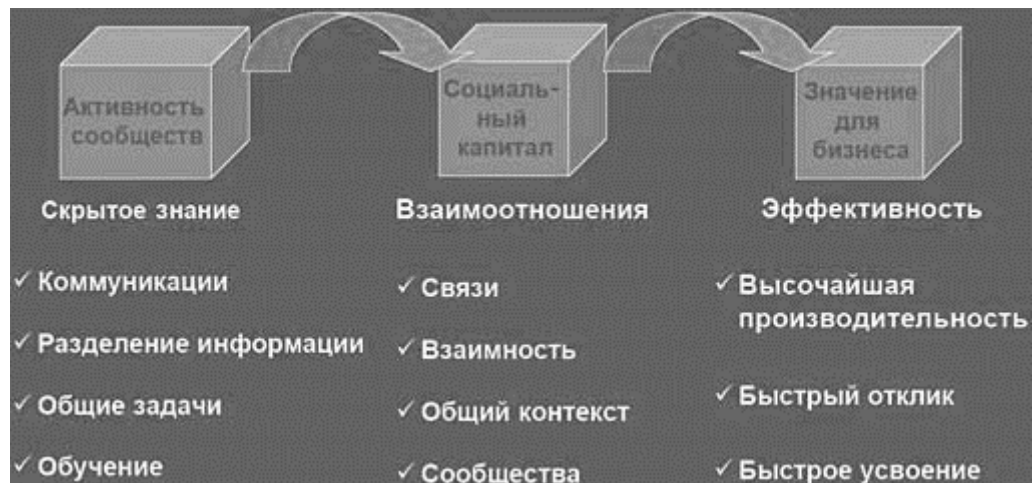 Активность
сообществ
Социаль-
ный
капитал
Значение
для
бизнеса
Скрытое знание
Взаимоотношения
Эффективность
✓ Коммуникации
✓ Разделение информации
✓ Общие задачи
✓ Обучение
✓ Связи
✓ Взаимность
✓ Общий контекст
✓ Сообщества
✓ Высочайшая
производительность
✓ Быстрый отклик
✓ Быстрое усвоение